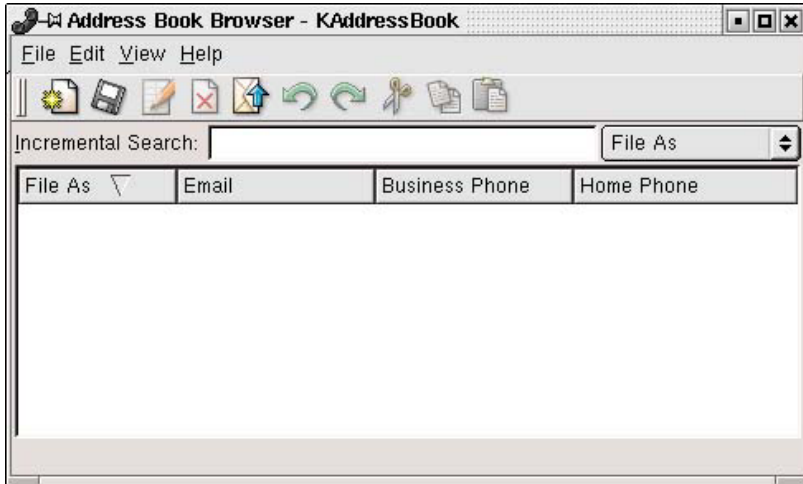 Address Book Browser - KAddressBook
File Edit View Help
Incremental Search: File As
File As Email Business Phone Home Phone